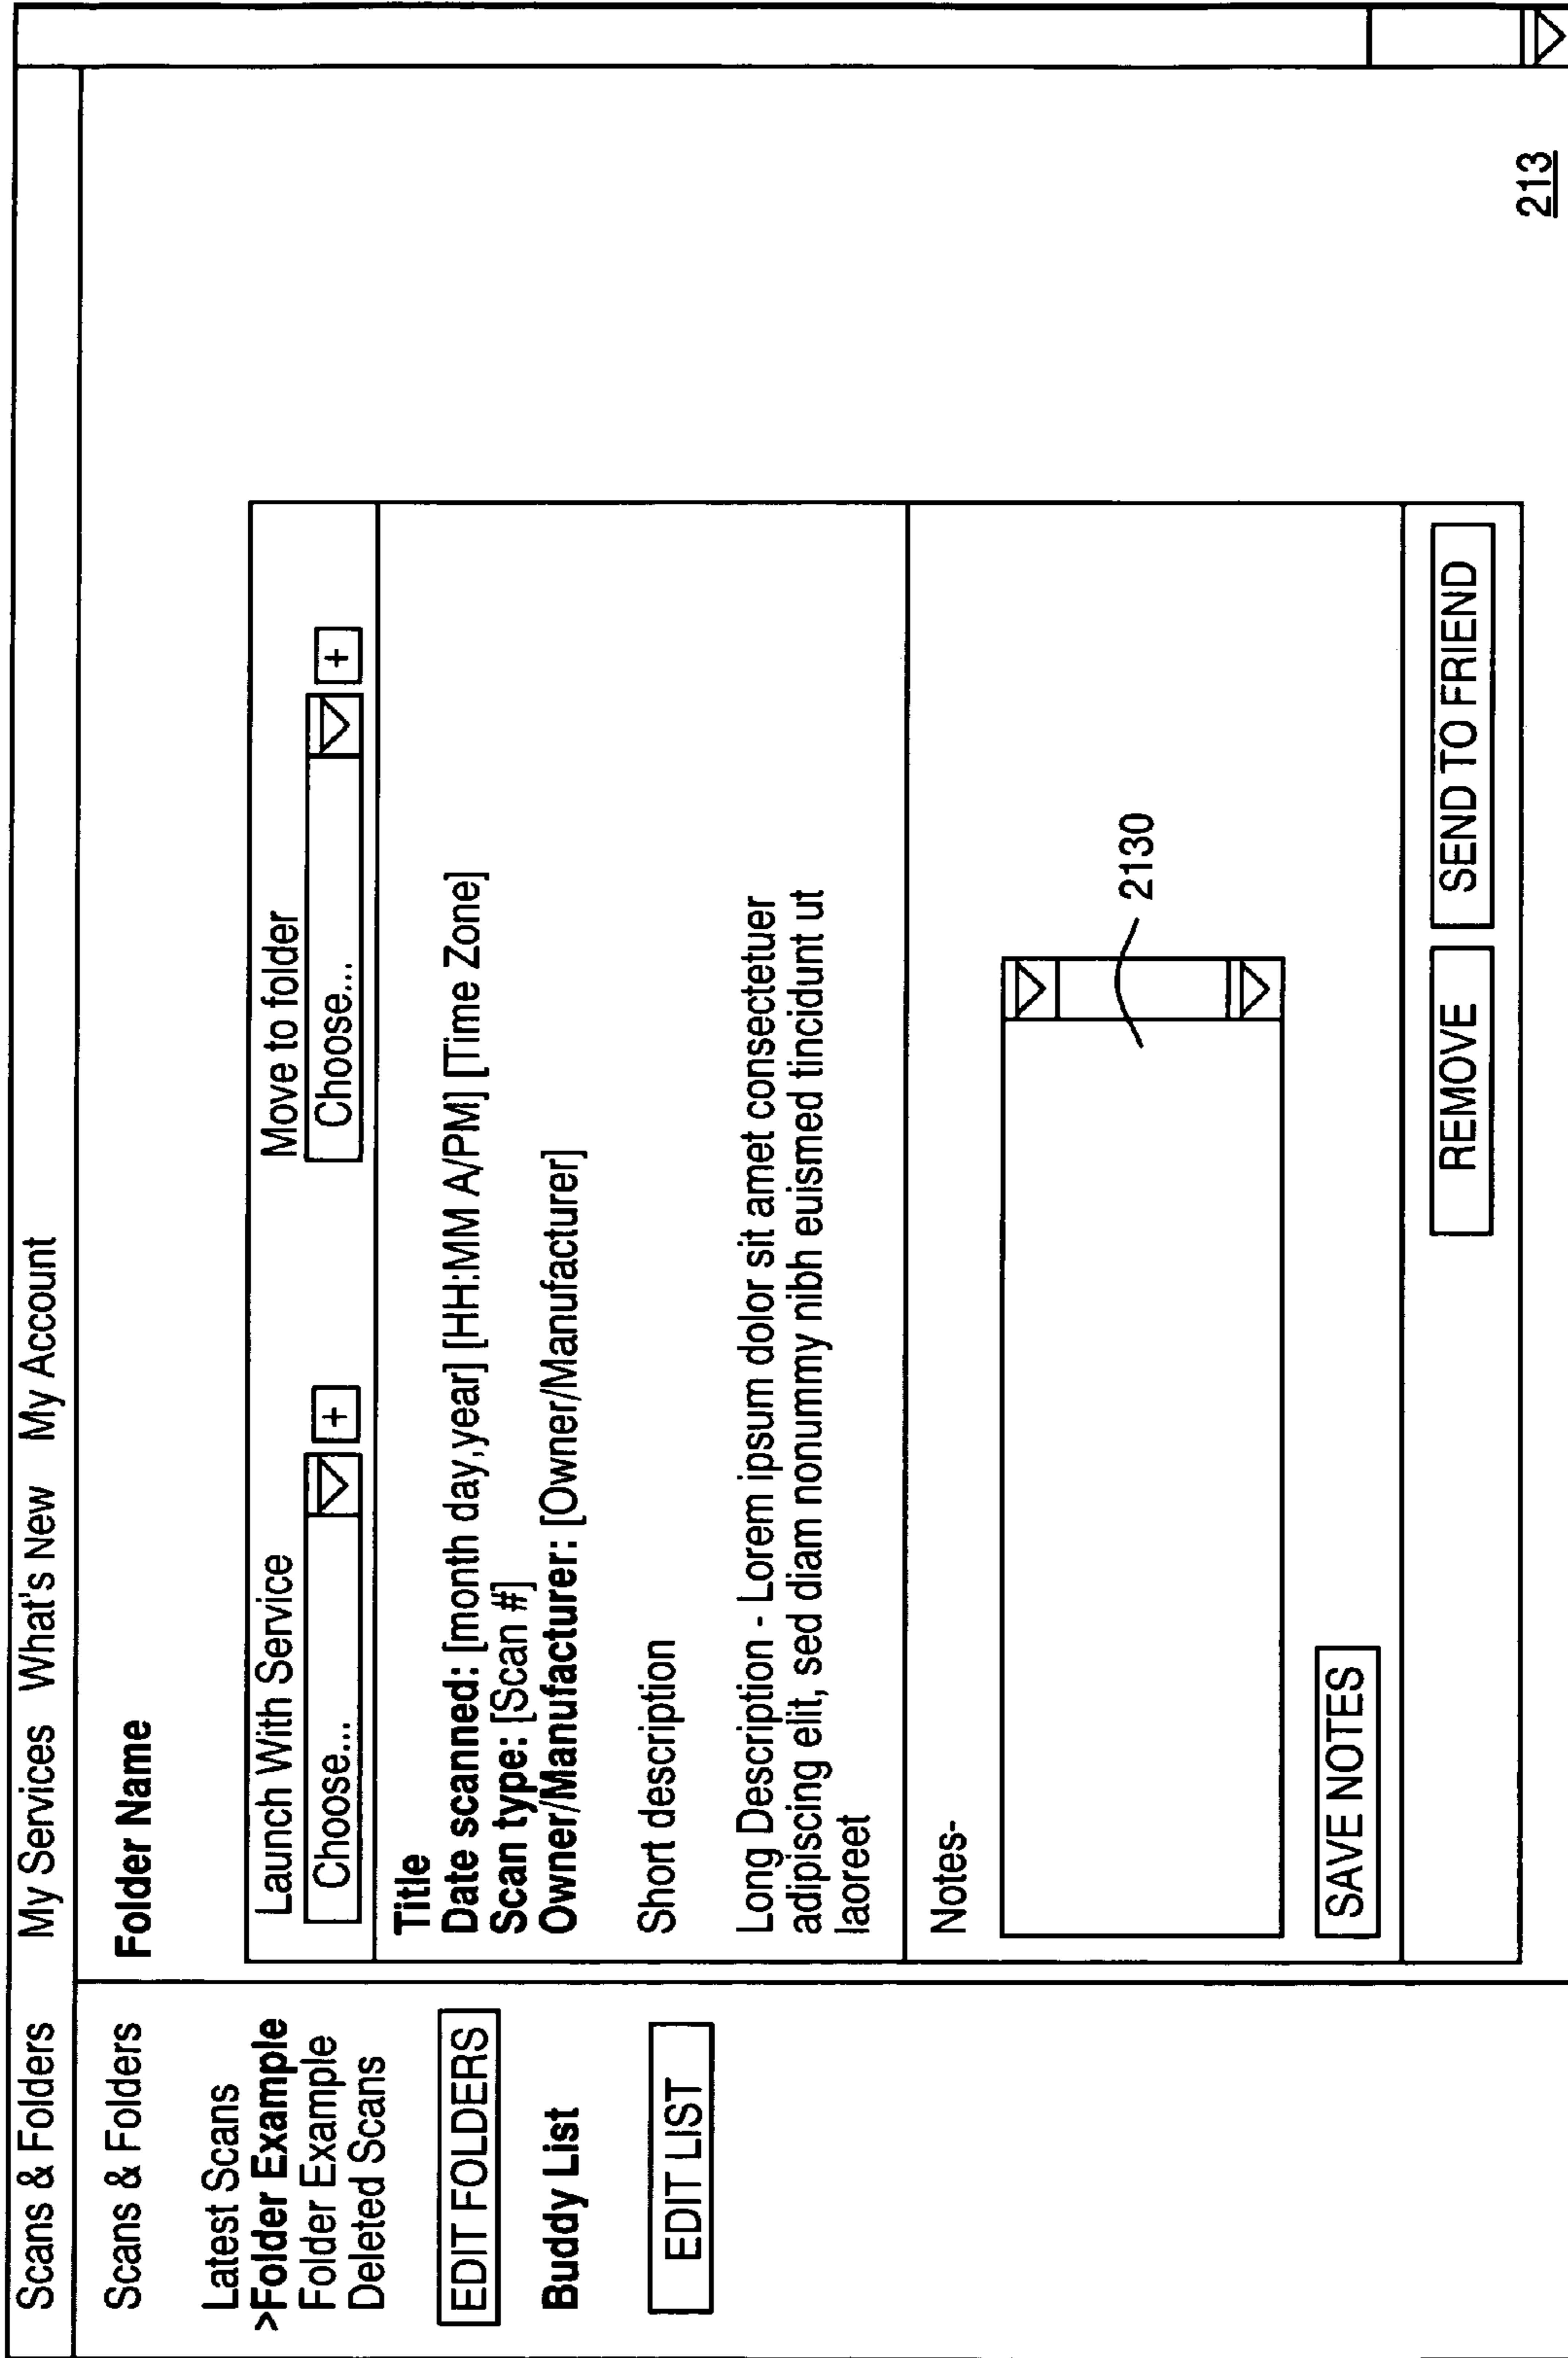 Scans & Folders My Services What's New My Account
Scans & Folders
Latest Scans
>Folder Example
Folder Example
Deleted Scans
EDIT FOLDERS
Buddy List
EDIT LIST
Folder Name
Launch With Service
Choose...
+
Move to folder
Choose...
+
Title
Date scanned: [month day,year] [HH:MM A/PM] [Time Zone]
Scan type: [Scan #]
Owner/Manufacturer: [Owner/Manufacturer]
Short description
Long Description - Lorem ipsum dolor sit amet consectetuer
adipiscing elit, sed diam nonummy nibh euismed tincidunt ut
laoreet
Notes-
2130
SAVE NOTES
REMOVE
SEND TO FRIEND
213